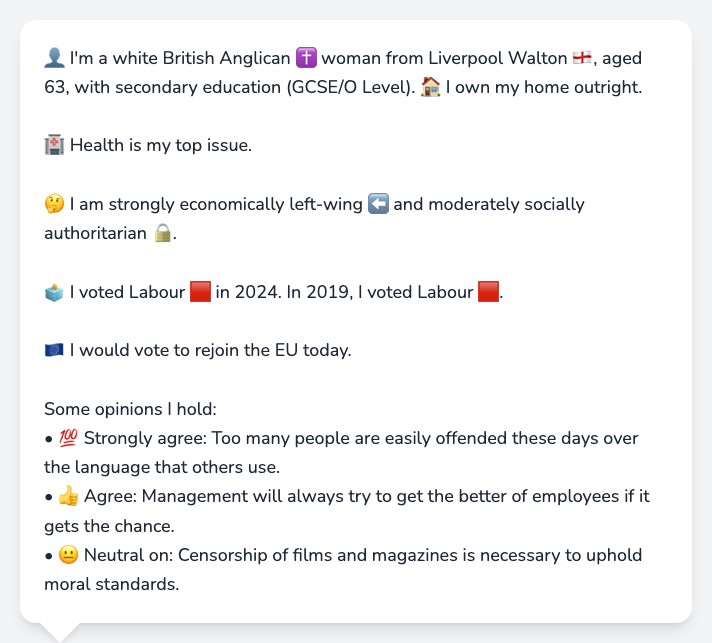 👤 I'm a white British Anglican ✝️ woman from Liverpool Walton 🏴󠁧󠁢󠁥󠁮󠁧󠁿, aged
63, with secondary education (GCSE/O Level). 🏠 I own my home outright.
🏥 Health is my top issue.
🤔 I am strongly economically left-wing ⬅️ and moderately socially
authoritarian 🔒.
🗳️ I voted Labour 🟥 in 2024. In 2019, I voted Labour 🟥.
🇪🇺 I would vote to rejoin the EU today.
Some opinions I hold:
• 💯 Strongly agree: Too many people are easily offended these days over
the language that others use.
• 👍 Agree: Management will always try to get the better of employees if it
gets the chance.
• 😐 Neutral on: Censorship of films and magazines is necessary to uphold
moral standards.